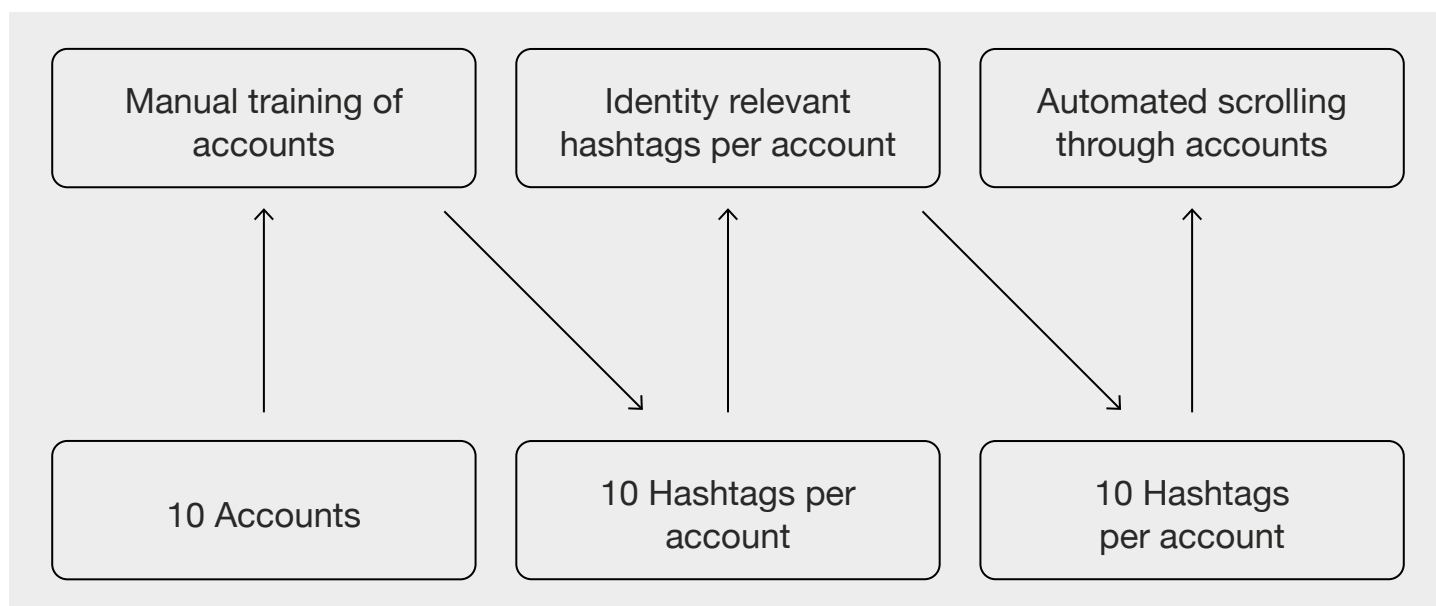 Manual training of
accounts
Identity relevant
hashtags per account
Automated scrolling
through accounts
10 Accounts
10 Hashtags per
account
10 Hashtags
per account